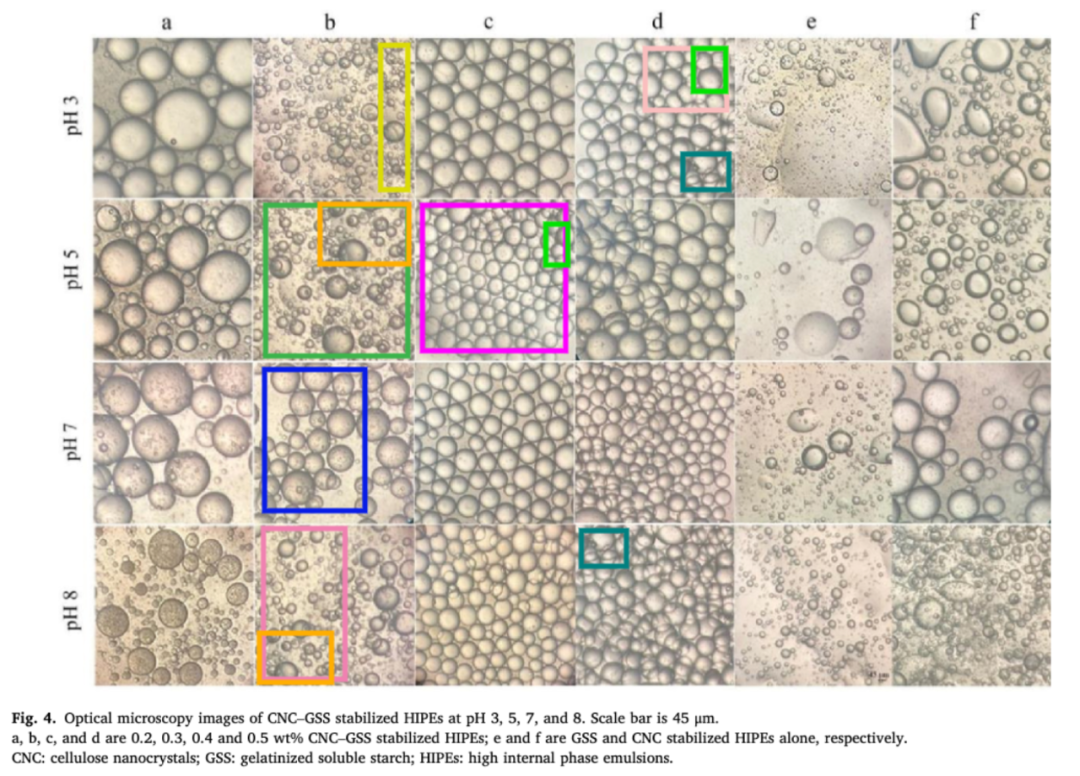 a b c d e f
pH 3
pH 5
pH 7
pH 8
Fig. 4. Optical microscopy images of CNC–GSS stabilized HIPEs at pH 3, 5, 7, and 8. Scale bar is 45 μm.
a, b, c, and d are 0.2, 0.3, 0.4 and 0.5 wt% CNC–GSS stabilized HIPEs; e and f are GSS and CNC stabilized HIPEs alone, respectively.
CNC: cellulose nanocrystals; GSS: gelatinized soluble starch; HIPEs: high internal phase emulsions.